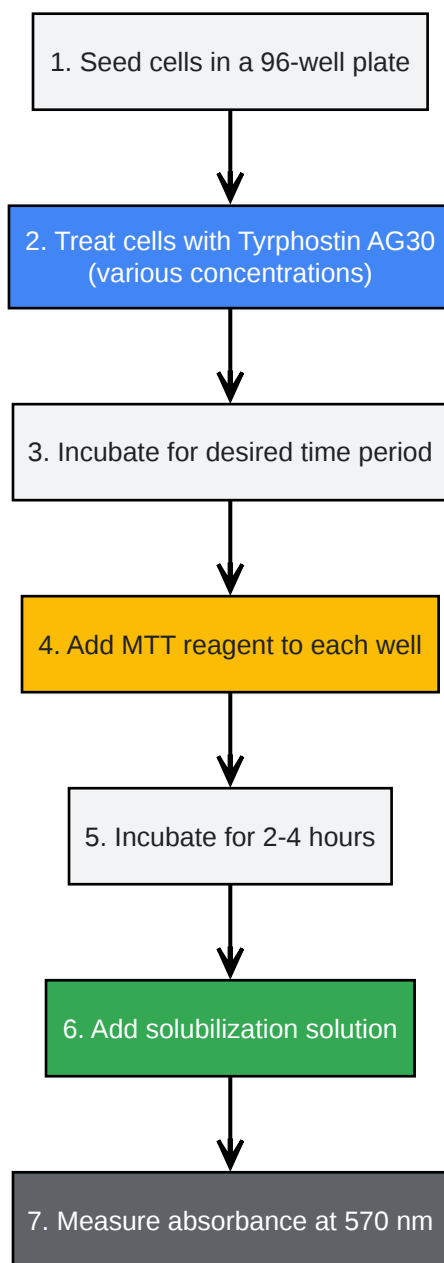 1. Seed cells in a 96-well plate
2. Treat cells with Tyrphostin AG30
(various concentrations)
3. Incubate for desired time period
4. Add MTT reagent to each well
5. Incubate for 2-4 hours
6. Add solubilization solution
7. Measure absorbance at 570 nm